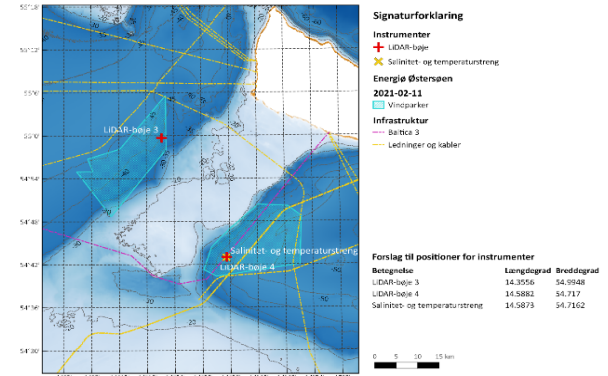 55°18'
55°12'
55°6'
55°0'
54°54'
54°48'
54°42'
54°36'
54°30'
LiDAR-bøje 3
Salinitet- og temperaturstreng
LiDAR-bøje 4
Signaturforklaring
Instrumenter
LiDAR-bøje
Salinitet- og temperaturstreng
Energiø Østersøen
2021-02-11
Vindparker
Infrastruktur
Baltica 3
Ledninger og kabler
Forslag til positioner for instrumenter
Betegnelse Længdegrad Breddegrad
LiDAR-bøje 3 14.3556 54.9948
LiDAR-bøje 4 14.5882 54.717
Salinitet- og temperaturstreng 14.5873 54.7162
0 5 10 15 km